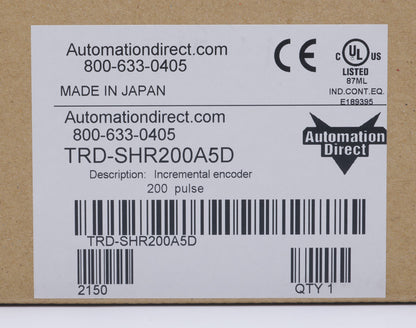 Automationdirect.com
800-633-0405
CE
C UL US
LISTED
87ML
MADE IN JAPAN
IND.CONT.EQ.
E189395
Automationdirect.com
800-633-0405
Automation
Direct
TRD-SHR200A5D
Description: Incremental encoder
200 pulse
TRD-SHR200A5D
2150
QTY 1